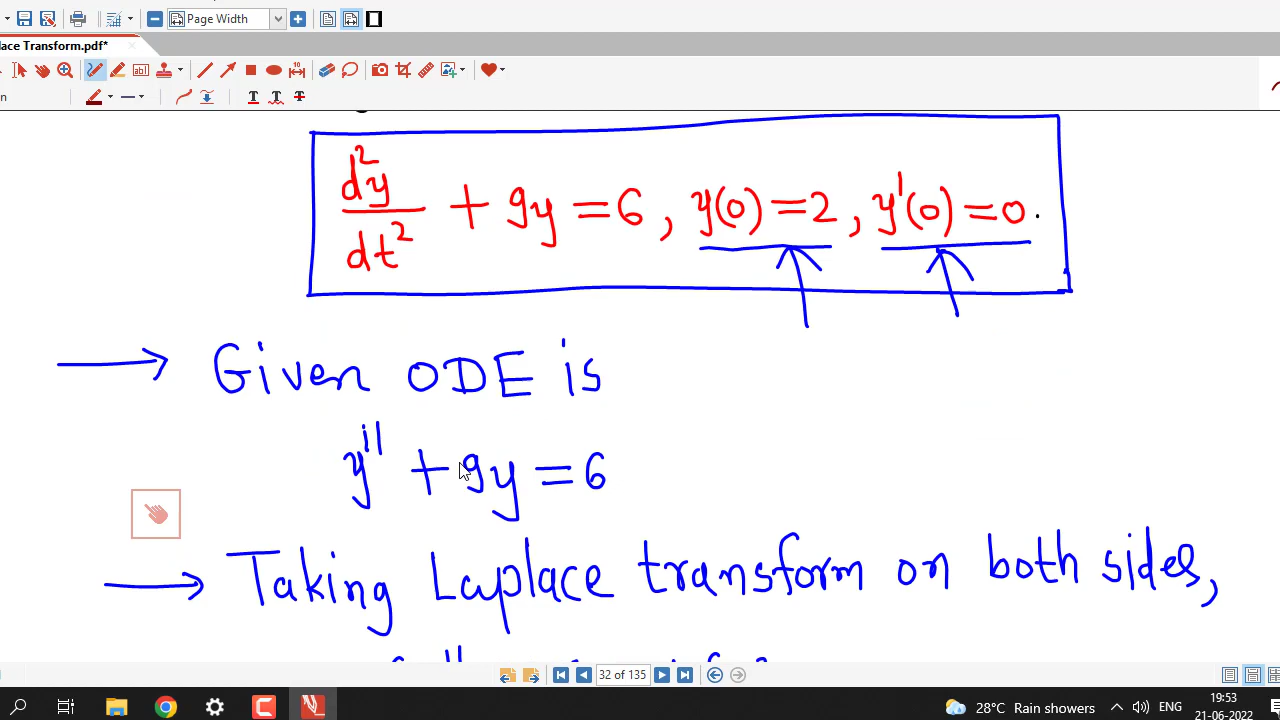 Page Width
lace Transform.pdf*
n
d²y/dt² + 9y = 6, y(0) = 2, y'(0) = 0.
Given ODE is
y'' + 9y = 6
Taking Laplace transform on both sides,
32 of 135
19:53
28°C Rain showers
ENG
21-06-2022